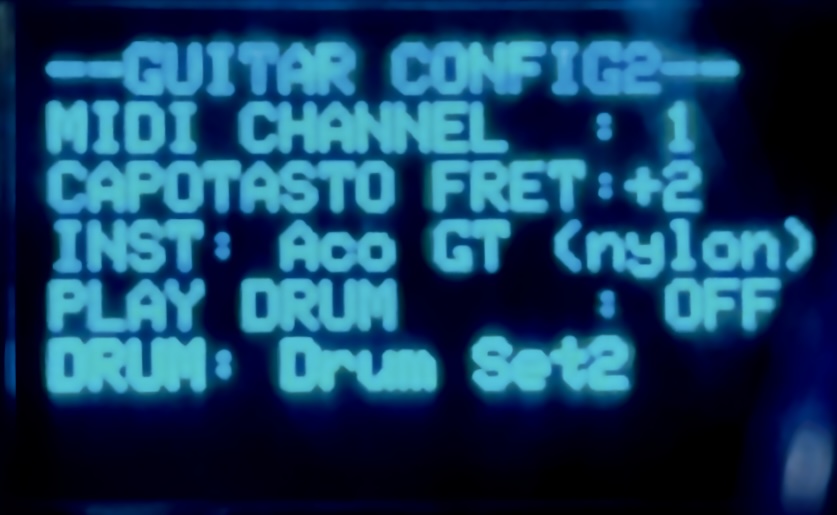 --GUITAR CONFIG2--
MIDI CHANNEL : 1
CAPOTASTO FRET:+2
INST: Aco GT (nylon)
PLAY DRUM : OFF
DRUM: Drum Set2